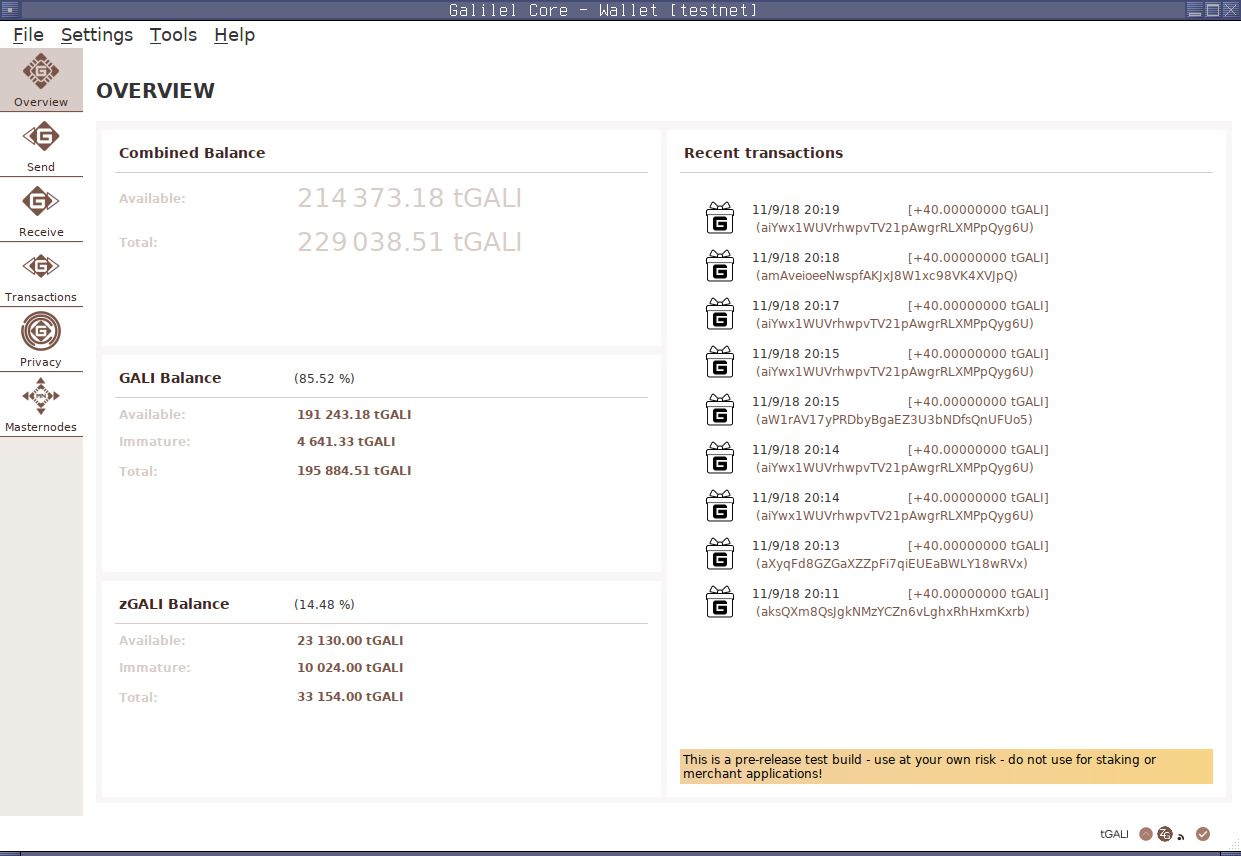 Galilel Core - Wallet [testnet]
File Settings Tools Help
Overview
Send
Receive
Transactions
Privacy
Masternodes
OVERVIEW
Combined Balance
Available: 214 373.18 tGALI
Total: 229 038.51 tGALI
GALI Balance (85.52 %)
Available: 191 243.18 tGALI
Immature: 4 641.33 tGALI
Total: 195 884.51 tGALI
zGALI Balance (14.48 %)
Available: 23 130.00 tGALI
Immature: 10 024.00 tGALI
Total: 33 154.00 tGALI
Recent transactions
11/9/18 20:19 [+40.00000000 tGALI]
(aiYwx1WUVrhwpvTV21pAwgrRLXMPpQyg6U)
11/9/18 20:18 [+40.00000000 tGALI]
(amAveioeeNwspfAKJxJ8W1xc98VK4XVJpQ)
11/9/18 20:17 [+40.00000000 tGALI]
(aiYwx1WUVrhwpvTV21pAwgrRLXMPpQyg6U)
11/9/18 20:15 [+40.00000000 tGALI]
(aiYwx1WUVrhwpvTV21pAwgrRLXMPpQyg6U)
11/9/18 20:15 [+40.00000000 tGALI]
(aW1rAV17yPRDbyBgaEZ3U3bNDfsQnUFUo5)
11/9/18 20:14 [+40.00000000 tGALI]
(aiYwx1WUVrhwpvTV21pAwgrRLXMPpQyg6U)
11/9/18 20:14 [+40.00000000 tGALI]
(aiYwx1WUVrhwpvTV21pAwgrRLXMPpQyg6U)
11/9/18 20:13 [+40.00000000 tGALI]
(aXyqFd8GZGaXZZpFi7qiEUEaBWLY18wRVx)
11/9/18 20:11 [+40.00000000 tGALI]
(aksQXm8QsJgkNMzYCZn6vLghxRhHxmKxrb)
This is a pre-release test build - use at your own risk - do not use for staking or
merchant applications!
tGALI